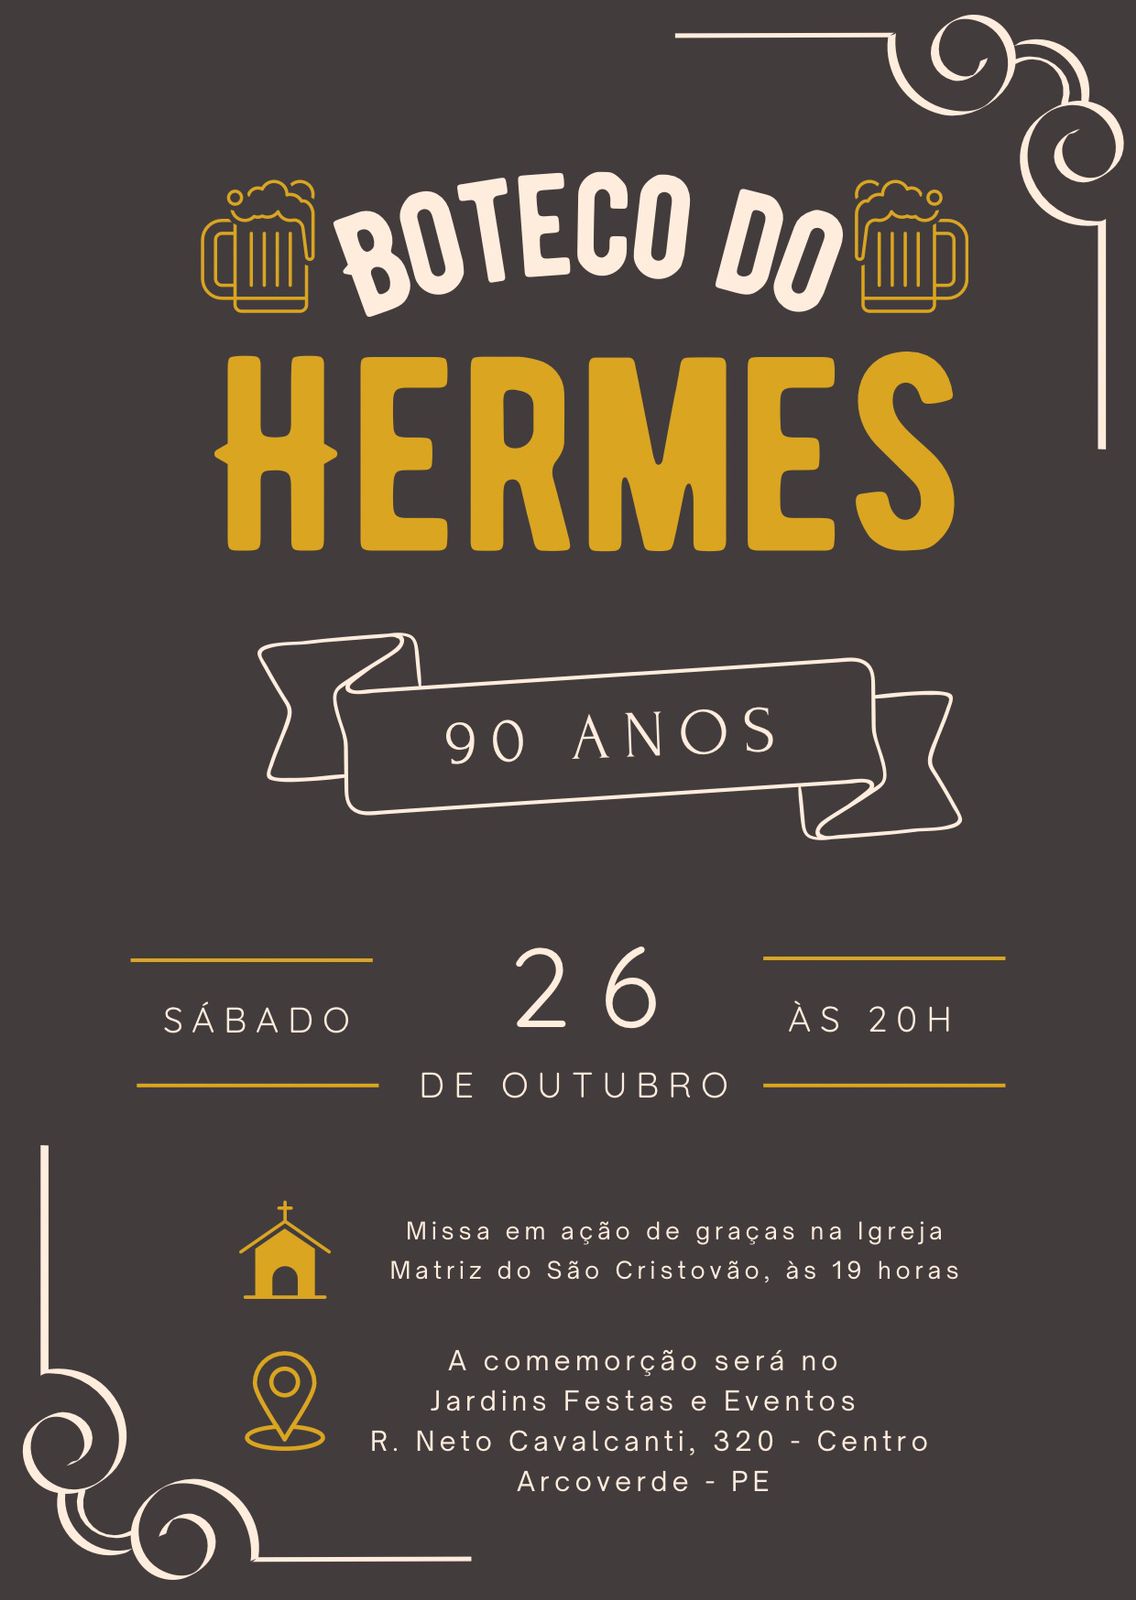 BOTECO DO
HERMES
90 ANOS
SÁBADO
26
ÀS 20H
DE OUTUBRO
Missa em ação de graças na Igreja
Matriz do São Cristovão, às 19 horas
A comemorção será no
Jardins Festas e Eventos
R. Neto Cavalcanti, 320 - Centro
Arcoverde - PE